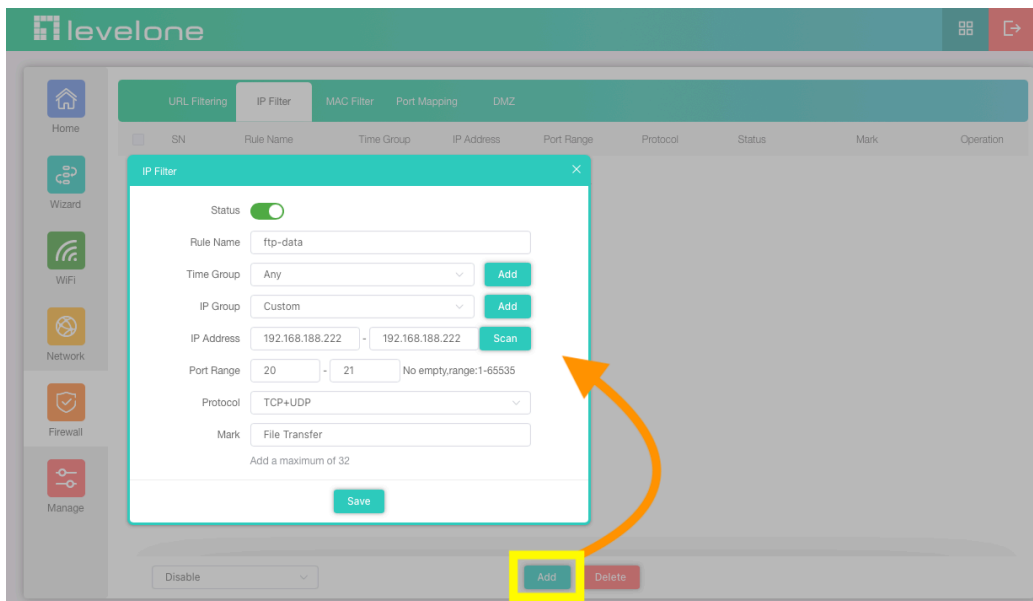 levelone
Home
Wizard
WiFi
Network
Firewall
Manage
URL Filtering IP Filter MAC Filter Port Mapping DMZ
SN Rule Name Time Group IP Address Port Range Protocol Status Mark Operation
IP Filter
Status
Rule Name ftp-data
Time Group Any Add
IP Group Custom Add
IP Address 192.168.188.222 - 192.168.188.222 Scan
Port Range 20 - 21 No empty,range:1-65535
Protocol TCP+UDP
Mark File Transfer
Add a maximum of 32
Save
Disable Add Delete